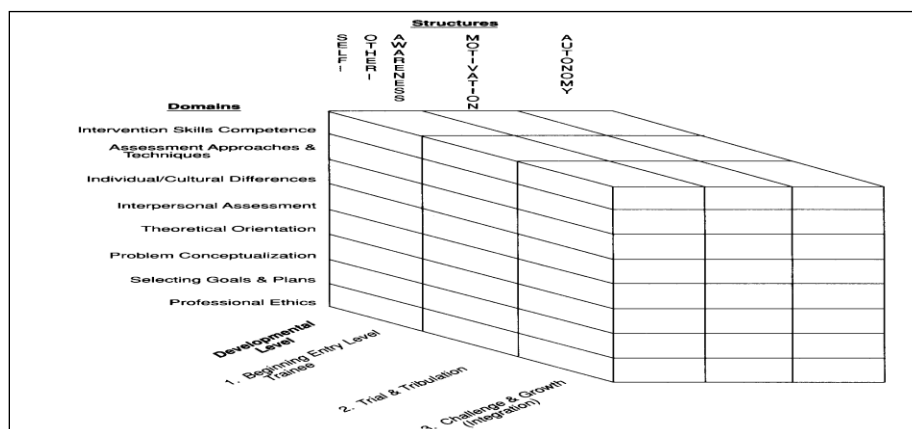 Structures
SELF/
OTHER/
AWARENESS
MOTIVATION
AUTONOMY
Domains
Intervention Skills Competence
Assessment Approaches &
Techniques
Individual/Cultural Differences
Interpersonal Assessment
Theoretical Orientation
Problem Conceptualization
Selecting Goals & Plans
Professional Ethics
Developmental
Level
1. Beginning Entry Level
Trainee
2. Trial & Tribulation
3. Challenge & Growth
(Integration)